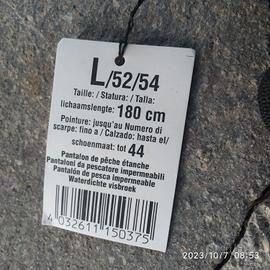 L/52/54
Taille: / Statura: / Talla:
lichaamslengte: 180 cm
Pointure: jusqu'au Numero di
scarpe: fino a / Calzado: hasta el/
schoenmaat: tot 44
Pantalon de pêche étanche
Pantaloni da pescatore impermeabili
Pantalón de pesca impermeable
Waterdichte visbroek
4 032611 150375
2023/10/7 08:53